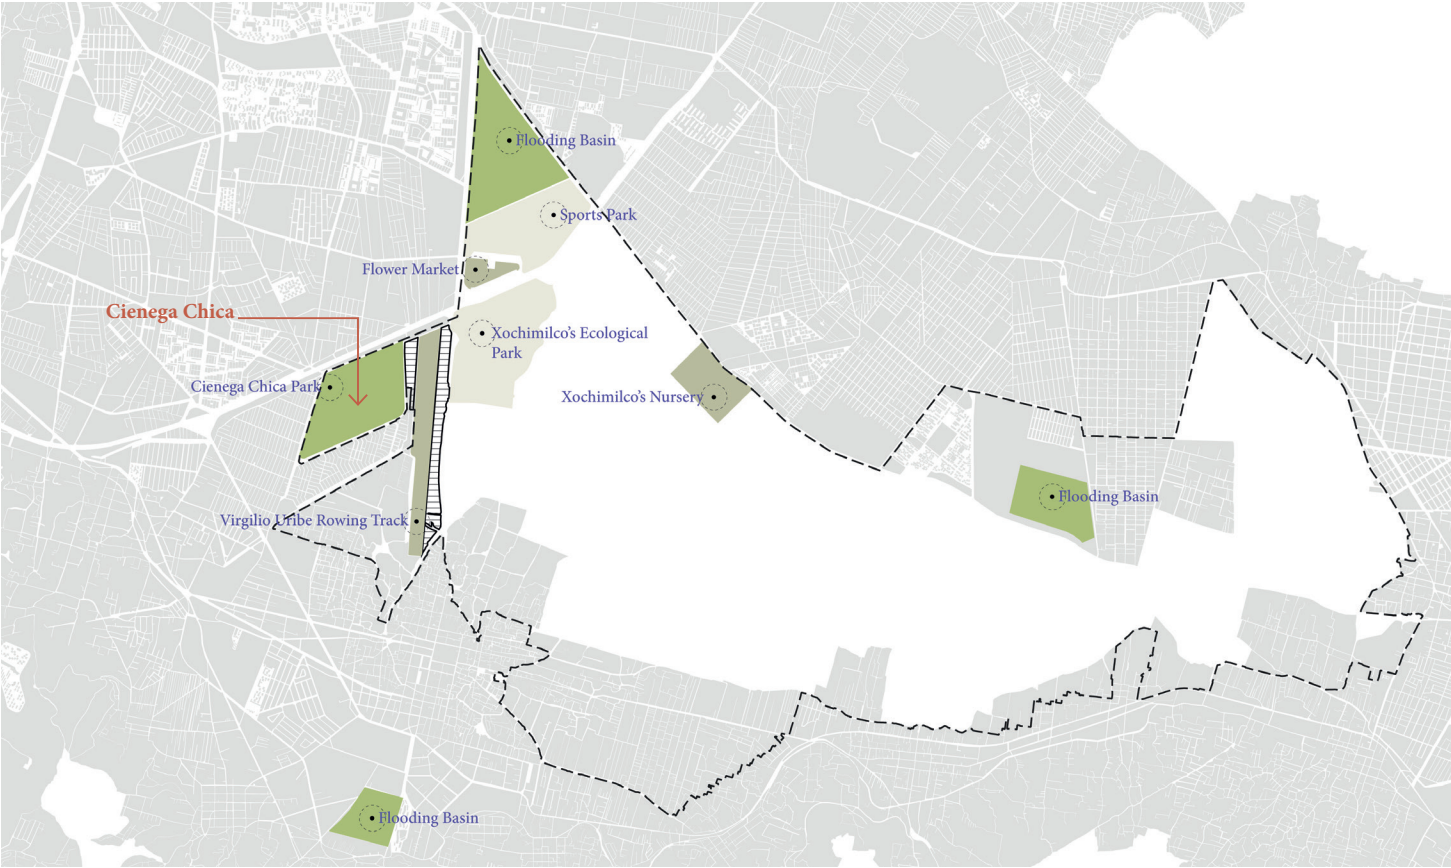 Flooding Basin
Sports Park
Flower Market
Cienega Chica
Xochimilco's Ecological
Park
Cienega Chica Park
Xochimilco's Nursery
Flooding Basin
Virgilio Uribe Rowing Track
Flooding Basin